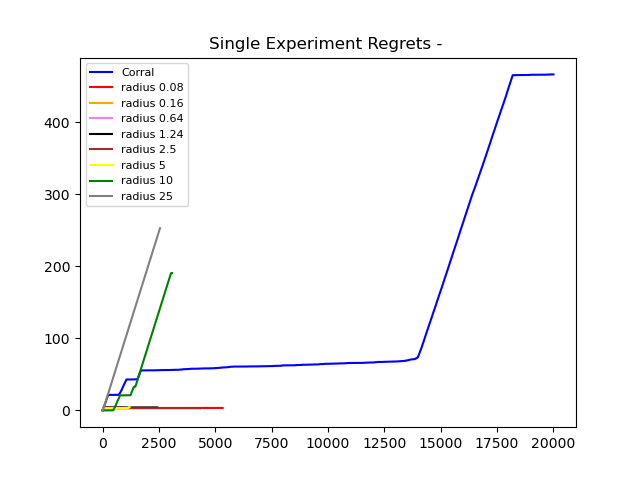 Single Experiment Regrets -
Corral
radius 0.08
radius 0.16
radius 0.64
radius 1.24
radius 2.5
radius 5
radius 10
radius 25
400
300
200
100
0
0 2500 5000 7500 10000 12500 15000 17500 20000